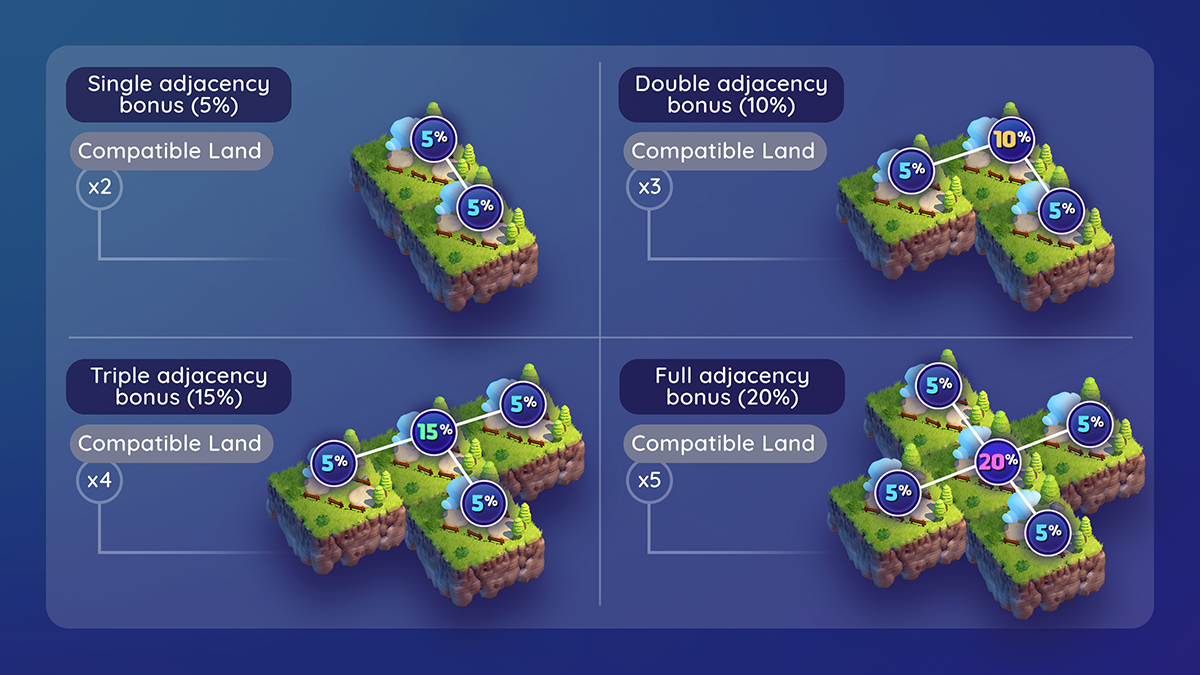 Single adjacency
bonus (5%)
Compatible Land
x2
5%
5%
Double adjacency
bonus (10%)
Compatible Land
x3
10%
5%
5%
Triple adjacency
bonus (15%)
Compatible Land
x4
5%
15%
5%
5%
Full adjacency
bonus (20%)
Compatible Land
x5
5%
5%
20%
5%
5%